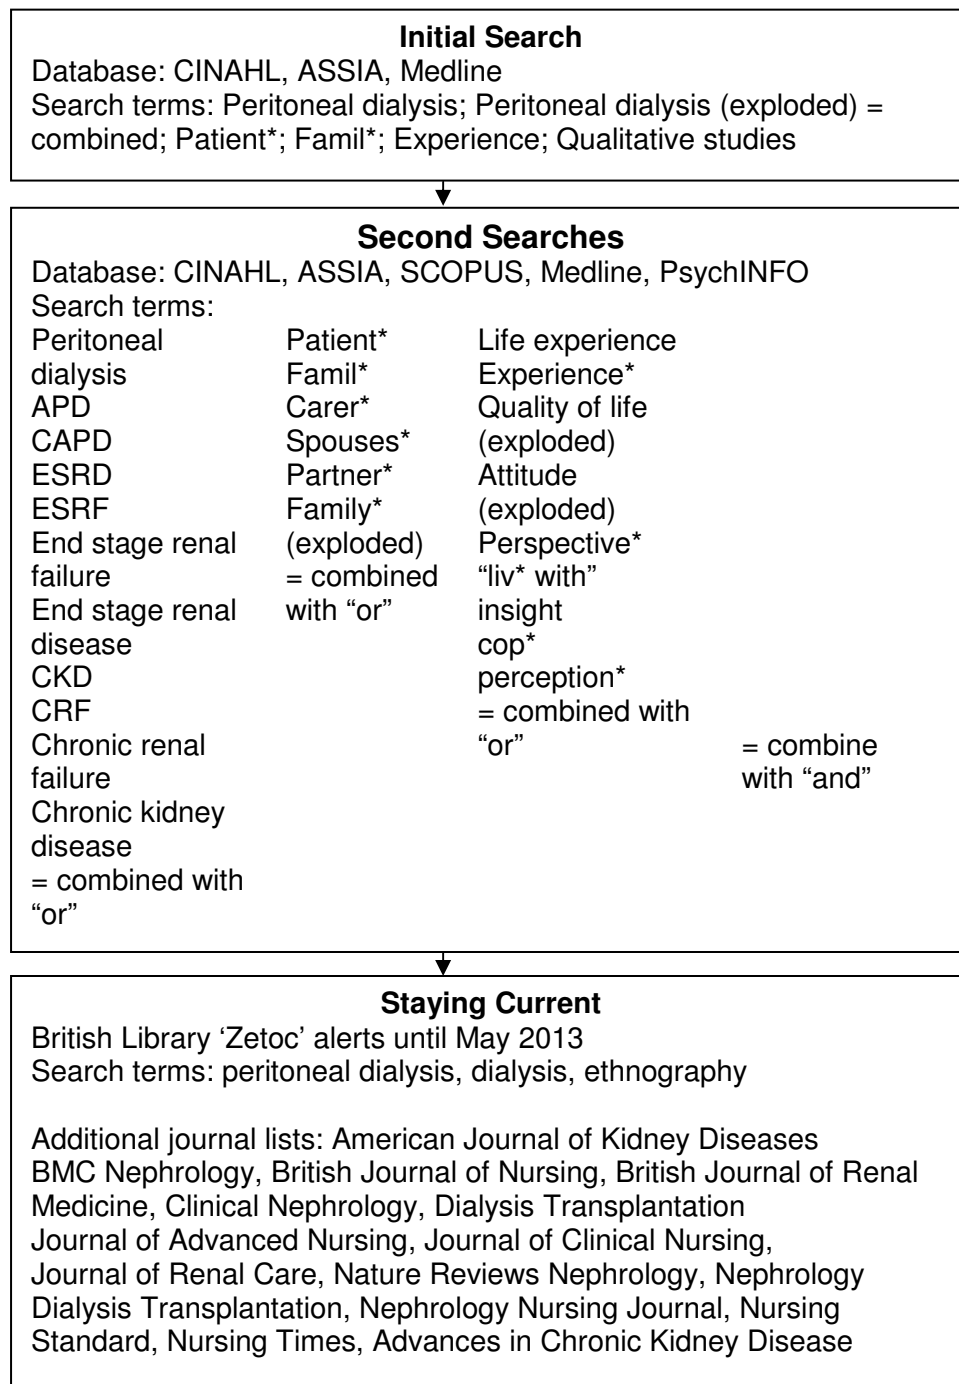 Initial Search
Database: CINAHL, ASSIA, Medline
Search terms: Peritoneal dialysis; Peritoneal dialysis (exploded) =
combined; Patient*; Famil*; Experience; Qualitative studies
Second Searches
Database: CINAHL, ASSIA, SCOPUS, Medline, PsychINFO
Search terms:
Peritoneal
dialysis
APD
CAPD
ESRD
ESRF
End stage renal
failure
End stage renal
disease
CKD
CRF
Chronic renal
failure
Chronic kidney
disease
= combined with
“or”
Patient*
Famil*
Carer*
Spouses*
Partner*
Family*
(exploded)
= combined
with “or”
Life experience
Experience*
Quality of life
(exploded)
Attitude
(exploded)
Perspective*
“liv* with”
insight
cop*
perception*
= combined with
“or”
= combine
with “and”
Staying Current
British Library ‘Zetoc’ alerts until May 2013
Search terms: peritoneal dialysis, dialysis, ethnography
Additional journal lists: American Journal of Kidney Diseases
BMC Nephrology, British Journal of Nursing, British Journal of Renal
Medicine, Clinical Nephrology, Dialysis Transplantation
Journal of Advanced Nursing, Journal of Clinical Nursing,
Journal of Renal Care, Nature Reviews Nephrology, Nephrology
Dialysis Transplantation, Nephrology Nursing Journal, Nursing
Standard, Nursing Times, Advances in Chronic Kidney Disease